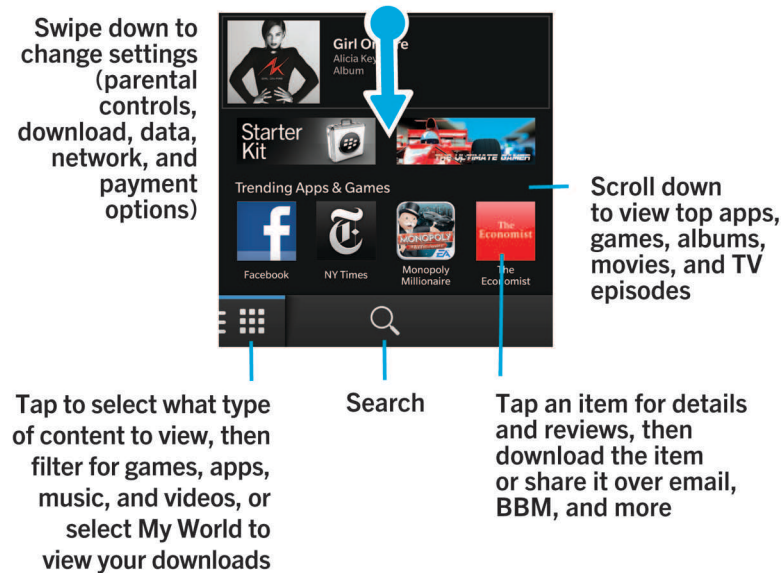 Swipe down to
change settings
(parental
controls,
download, data,
network, and
payment
options)
Girl On Fire
Alicia Keys
Album
Starter
Kit
THE ULTIMATE GAMER
Trending Apps & Games
The
Economist
MONOPOLY
EA
Facebook
NY Times
Monopoly
Millionaire
The
Economist
Scroll down
to view top apps,
games, albums,
movies, and TV
episodes
Tap to select what type
of content to view, then
filter for games, apps,
music, and videos, or
select My World to
view your downloads
Search
Tap an item for details
and reviews, then
download the item
or share it over email,
BBM, and more